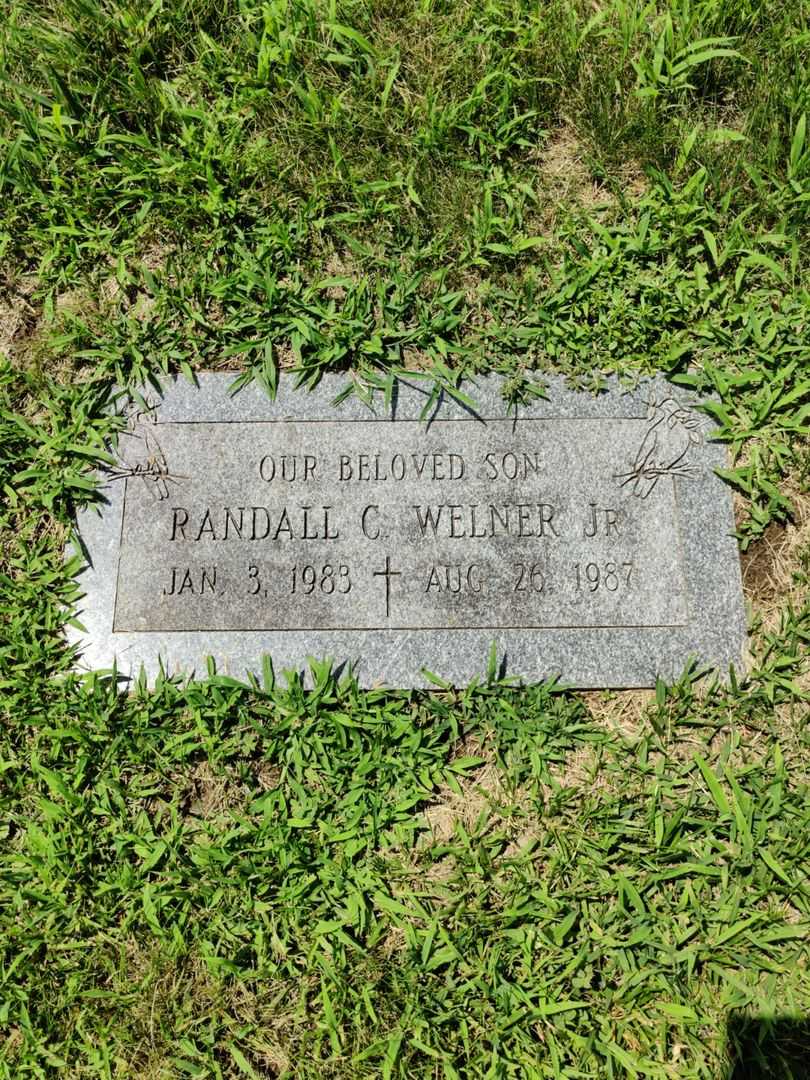 OUR BELOVED SON
RANDALL C. WELNER JR
JAN. 3, 1983 AUG. 26, 1987